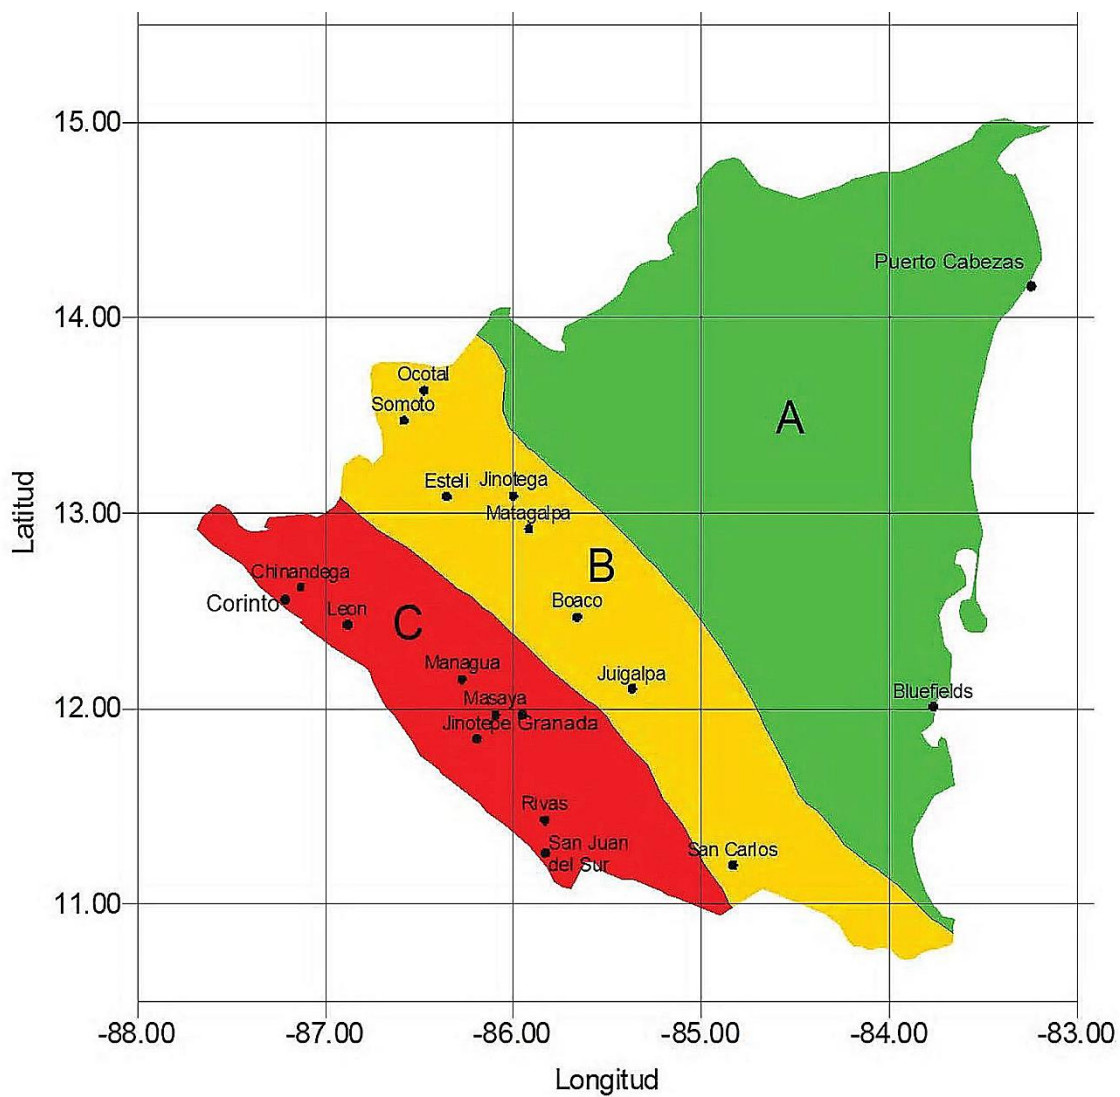 15.00
Puerto Cabezas
14.00
Ocotal
Somoto
A
Esteli
Jinotega
13.00
Matagalpa
B
Chinandega
Corinto
Leon
C
Boaco
Managua
Juigalpa
Masaya
Bluefields
12.00
Jinotepe
Granada
Rivas
San Juan
del Sur
San Carlos
11.00
Latitud
-88.00
-87.00
-86.00
-85.00
-84.00
-83.00
Longitud